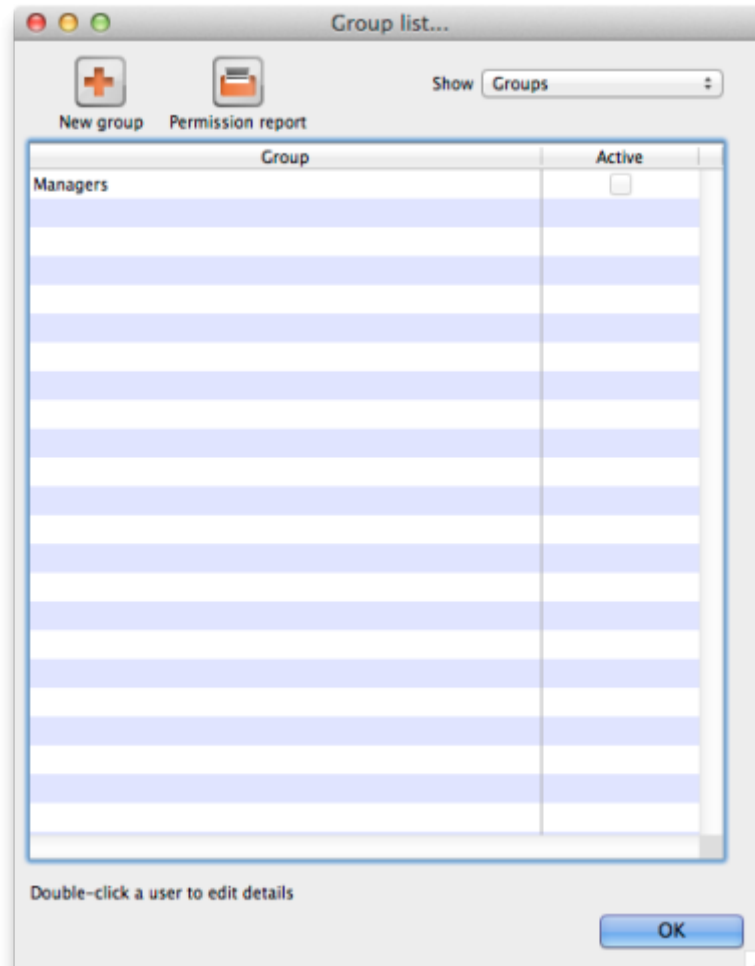 Group list...
Show Groups
New group Permission report
Group Active
Managers
Double-click a user to edit details
OK